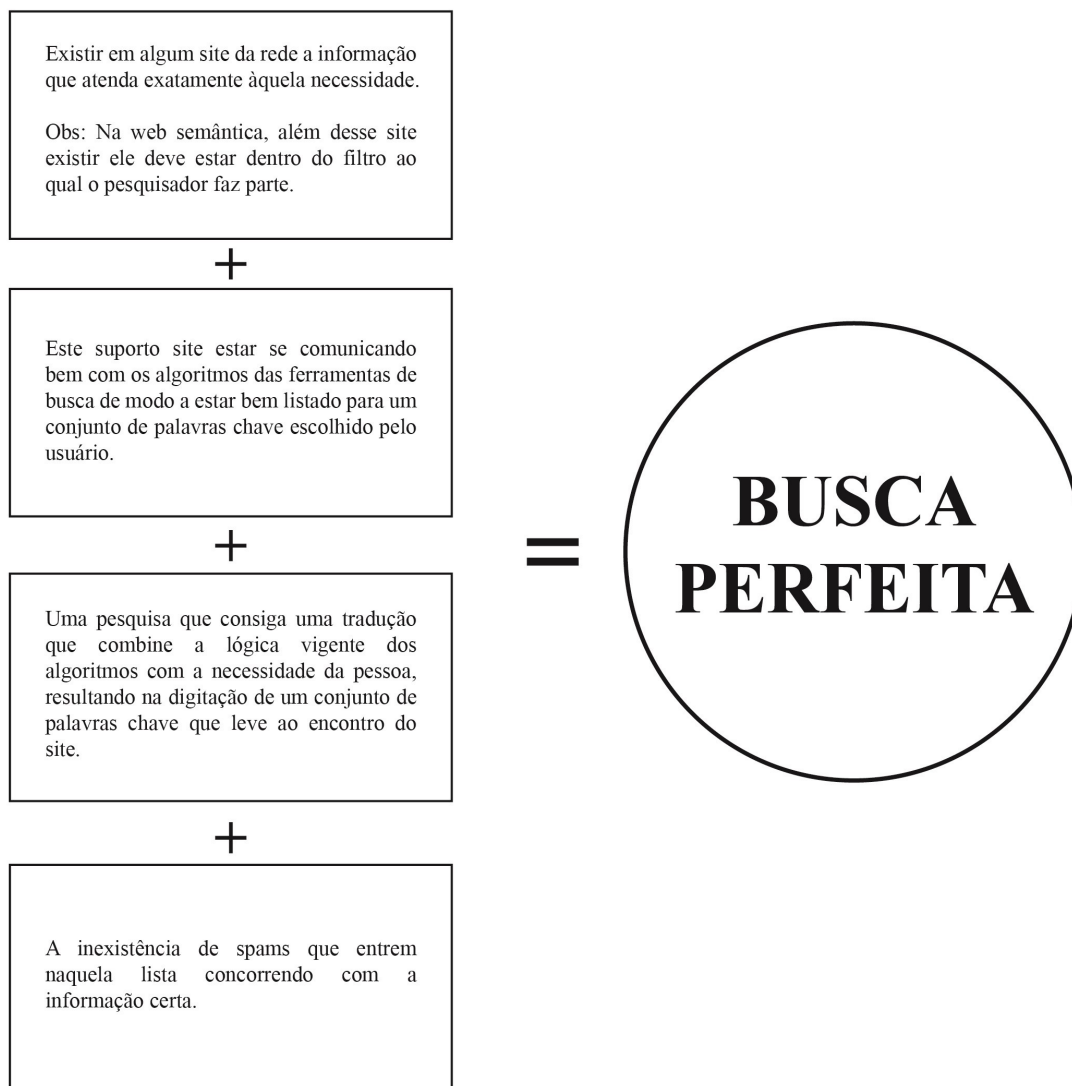 Existir em algum site da rede a informação
que atenda exatamente àquela necessidade.
Obs: Na web semântica, além desse site
existir ele deve estar dentro do filtro ao
qual o pesquisador faz parte.
+
Este suporto site estar se comunicando
bem com os algoritmos das ferramentas de
busca de modo a estar bem listado para um
conjunto de palavras chave escolhido pelo
usuário.
+
Uma pesquisa que consiga uma tradução
que combine a lógica vigente dos
algoritmos com a necessidade da pessoa,
resultando na digitação de um conjunto de
palavras chave que leve ao encontro do
site.
+
A inexistência de spams que entrem
naquela lista concorrendo com a
informação certa.
=
BUSCA
PERFEITA